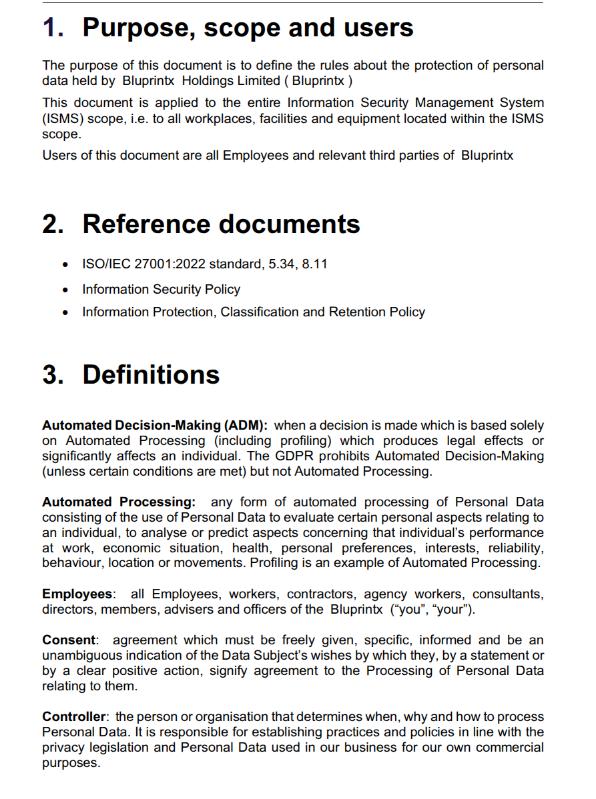 1. Purpose, scope and users
The purpose of this document is to define the rules about the protection of personal
data held by Bluprintx Holdings Limited ( Bluprintx )
This document is applied to the entire Information Security Management System
(ISMS) scope, i.e. to all workplaces, facilities and equipment located within the ISMS
scope.
Users of this document are all Employees and relevant third parties of Bluprintx
2. Reference documents
• ISO/IEC 27001:2022 standard, 5.34, 8.11
• Information Security Policy
• Information Protection, Classification and Retention Policy
3. Definitions
Automated Decision-Making (ADM): when a decision is made which is based solely
on Automated Processing (including profiling) which produces legal effects or
significantly affects an individual. The GDPR prohibits Automated Decision-Making
(unless certain conditions are met) but not Automated Processing.
Automated Processing: any form of automated processing of Personal Data
consisting of the use of Personal Data to evaluate certain personal aspects relating to
an individual, to analyse or predict aspects concerning that individual's performance
at work, economic situation, health, personal preferences, interests, reliability,
behaviour, location or movements. Profiling is an example of Automated Processing.
Employees: all Employees, workers, contractors, agency workers, consultants,
directors, members, advisers and officers of the Bluprintx (“you”, “your”).
Consent: agreement which must be freely given, specific, informed and be an
unambiguous indication of the Data Subject's wishes by which they, by a statement or
by a clear positive action, signify agreement to the Processing of Personal Data
relating to them.
Controller: the person or organisation that determines when, why and how to process
Personal Data. It is responsible for establishing practices and policies in line with the
privacy legislation and Personal Data used in our business for our own commercial
purposes.